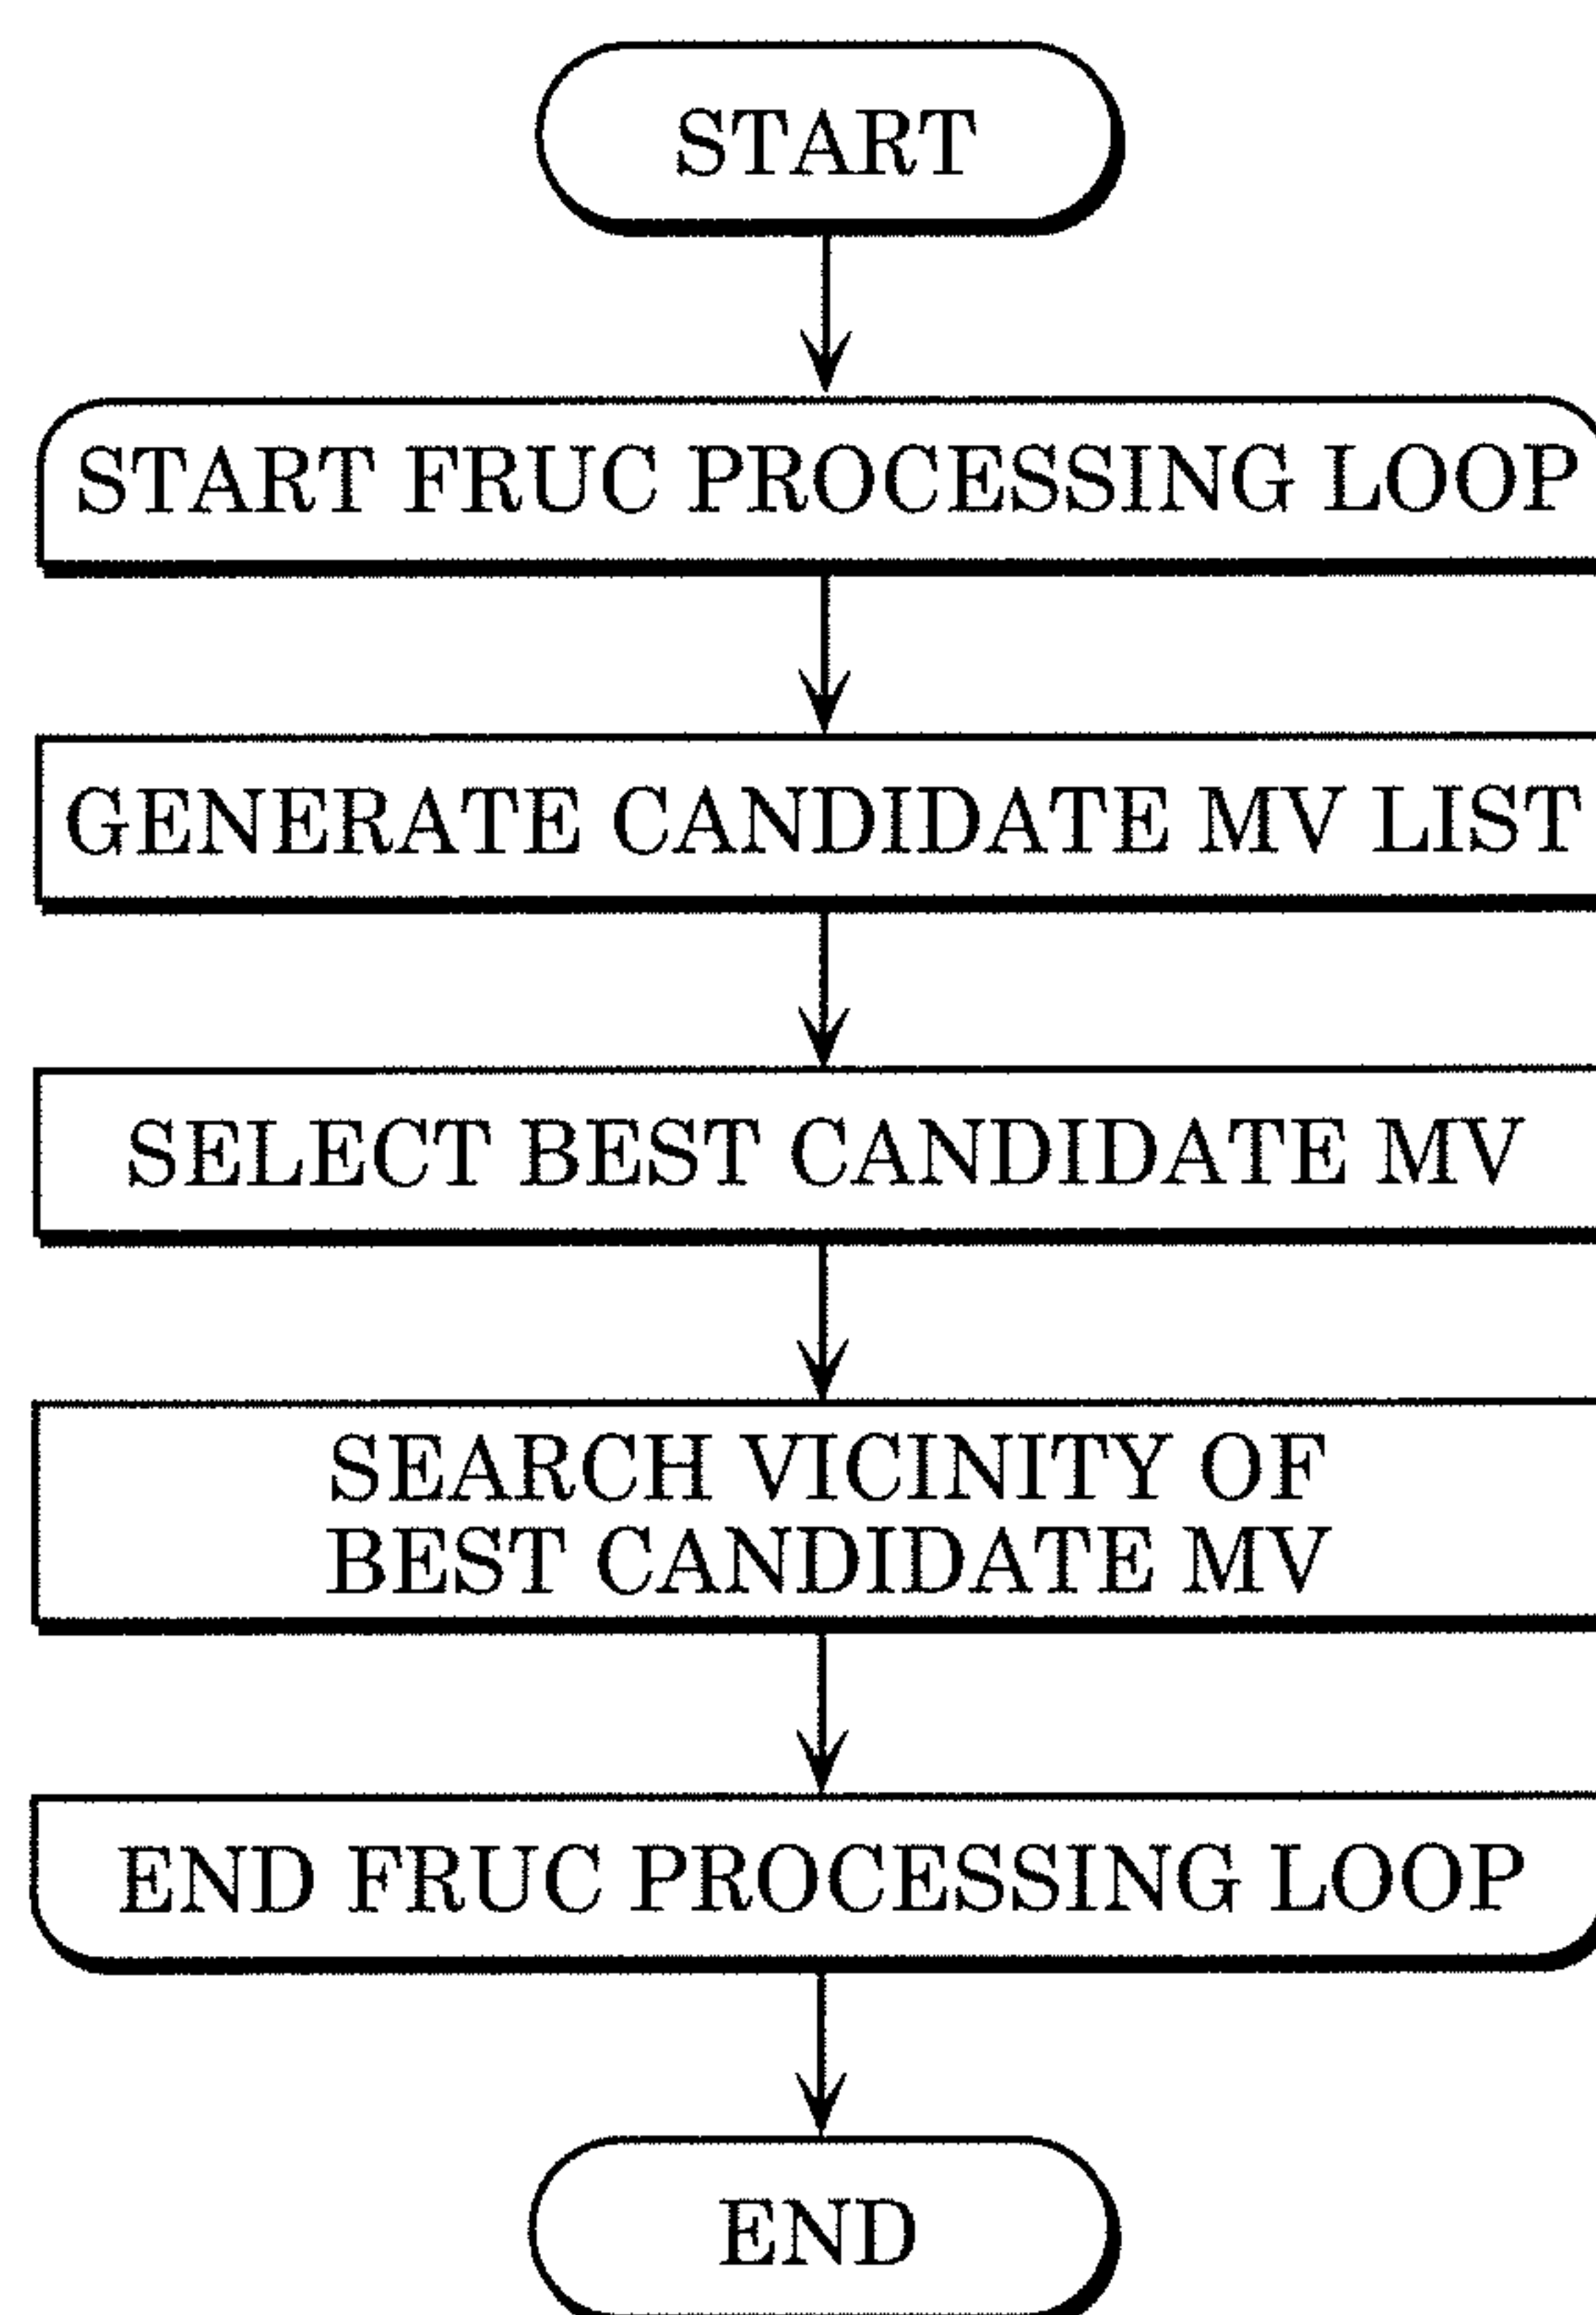 START
START FRUC PROCESSING LOOP
GENERATE CANDIDATE MV LIST
SELECT BEST CANDIDATE MV
SEARCH VICINITY OF
BEST CANDIDATE MV
END FRUC PROCESSING LOOP
END